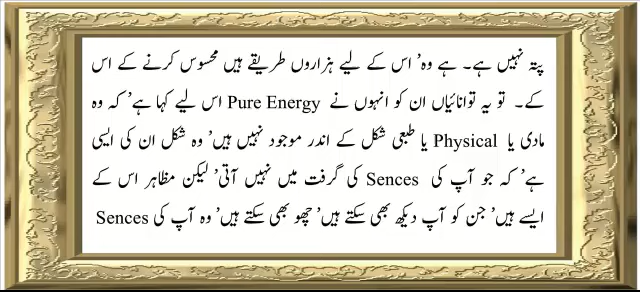 پتہ نہیں ہے۔ ہے وہ’ اس کے لیے ہزاروں طریقے ہیں محسوس کرنے کے اس
کے۔ تو یہ توانائیاں ان کو انہوں نے Pure Energy اس لیے کہا ہے’ کہ وہ
مادی یا Physical یا طبعی شکل کے اندر موجود نہیں ہیں’ وہ شکل ان کی ایسی
ہے’ کہ جو آپ کی Sences کی گرفت میں نہیں آتی’ لیکن مظاہر اس کے
ایسے ہیں’ جن کو آپ دیکھ بھی سکتے ہیں’ چھو بھی سکتے ہیں’ وہ آپ کی Sences